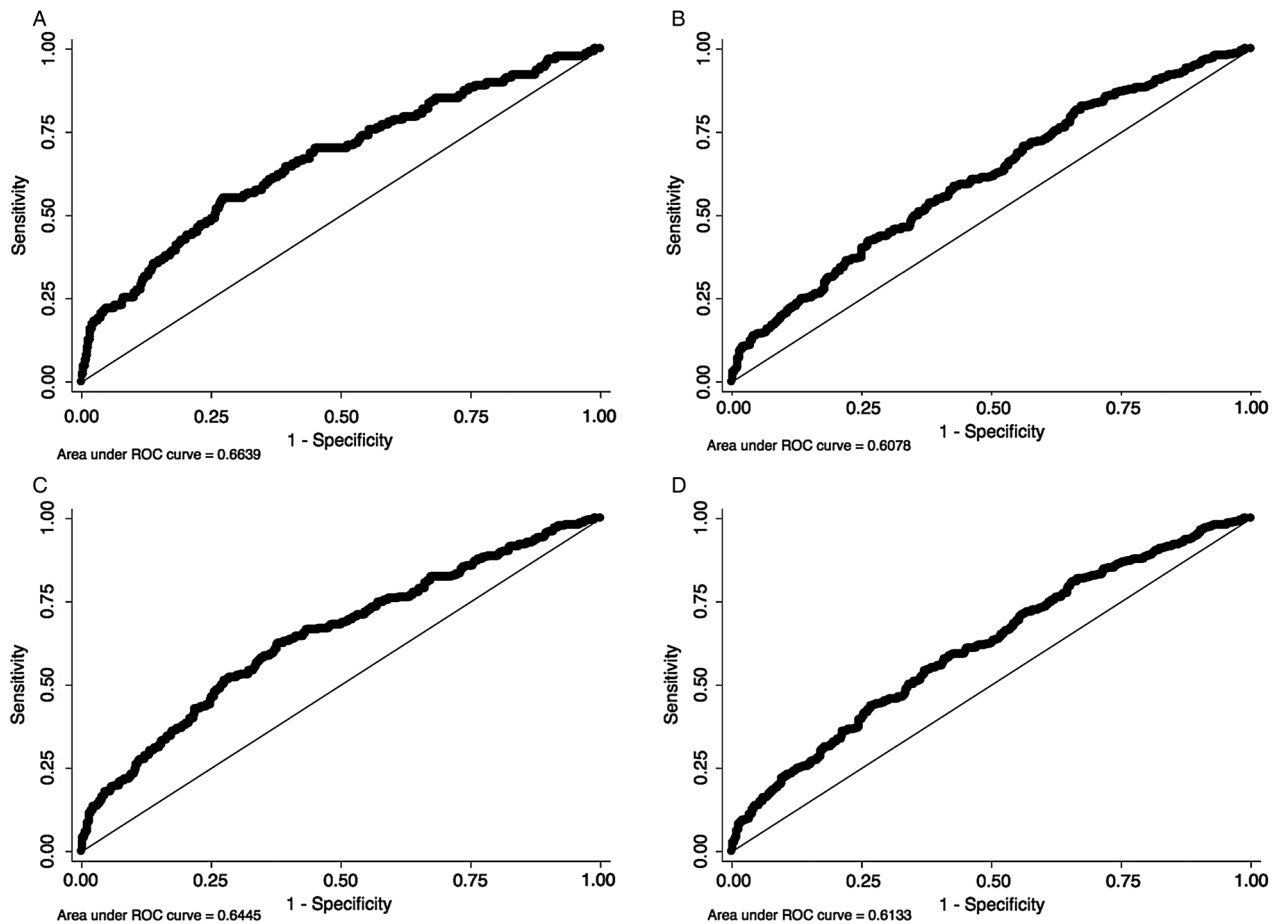 A
Sensitivity
0.00 0.25 0.50 0.75 1.00
0.00 0.25 0.50 0.75 1.00
1 - Specificity
Area under ROC curve = 0.6639
B
Sensitivity
0.00 0.25 0.50 0.75 1.00
0.00 0.25 0.50 0.75 1.00
1 - Specificity
Area under ROC curve = 0.6078
C
Sensitivity
0.00 0.25 0.50 0.75 1.00
0.00 0.25 0.50 0.75 1.00
1 - Specificity
Area under ROC curve = 0.6445
D
Sensitivity
0.00 0.25 0.50 0.75 1.00
0.00 0.25 0.50 0.75 1.00
1 - Specificity
Area under ROC curve = 0.6133